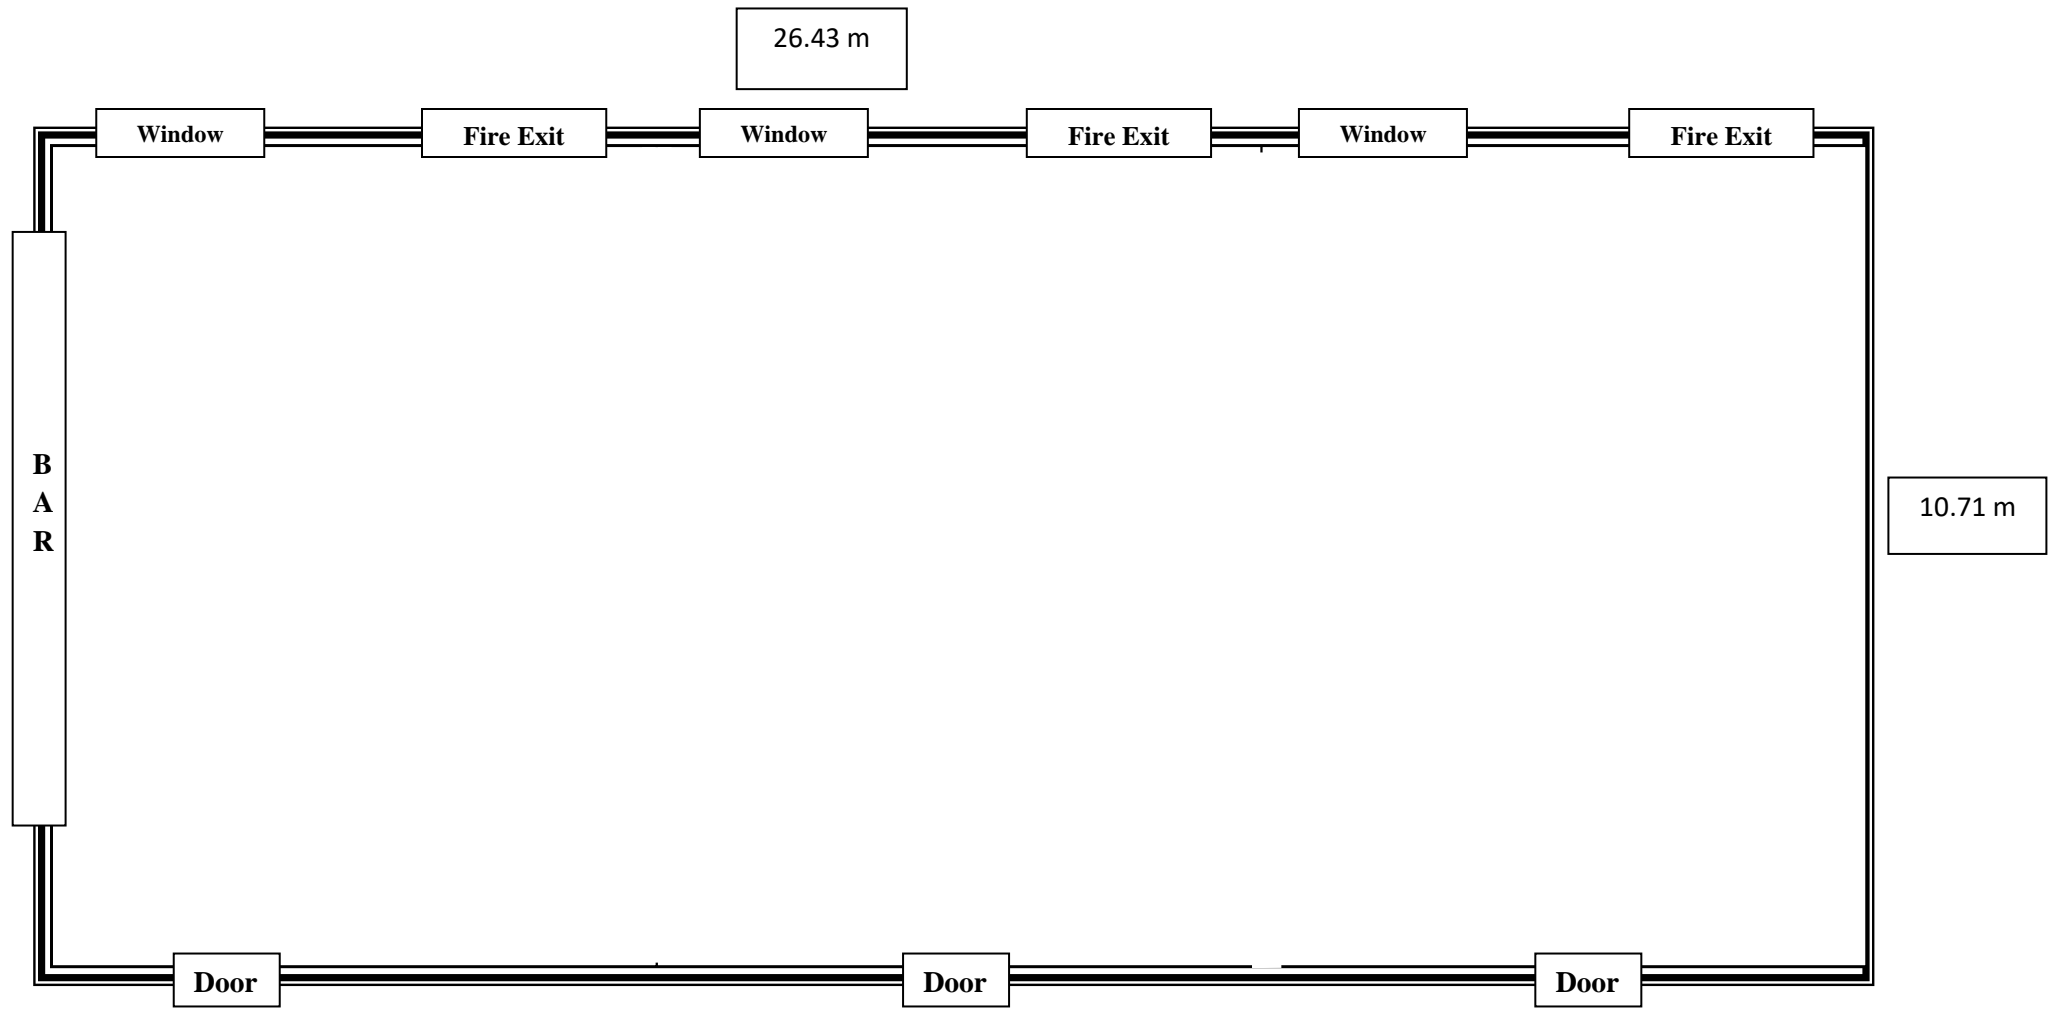 26.43 m
Window
Fire Exit
Window
Fire Exit
Window
Fire Exit
B
A
R
10.71 m
Door
Door
Door